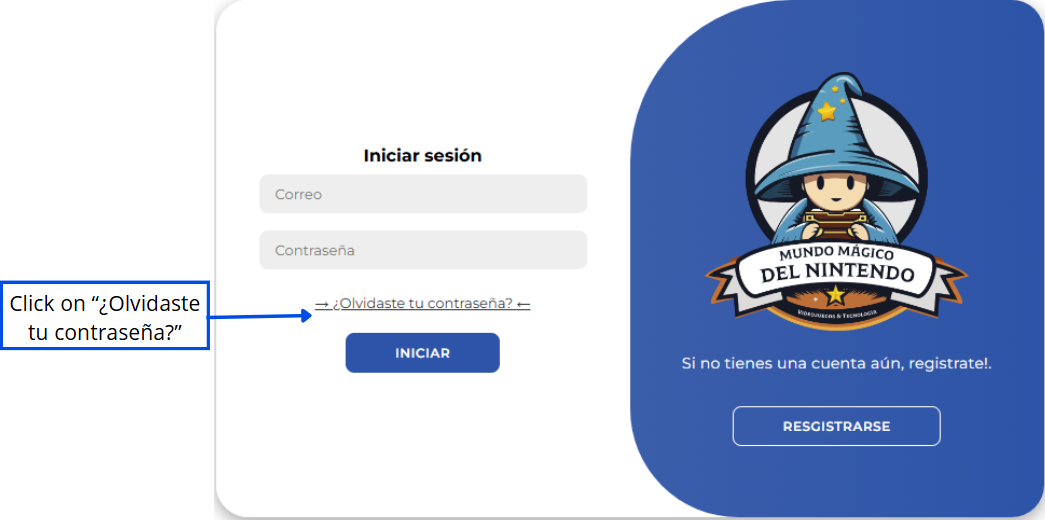 Iniciar sesión
Correo
Contraseña
→ ¿Olvidaste tu contraseña? ←
INICIAR
Click on “¿Olvidaste
tu contraseña?”
MUNDO MÁGICO
DEL NINTENDO
VIDEOJUEGOS & TECNOLOGIA
Si no tienes una cuenta aún, registrate!.
RESGISTRARSE